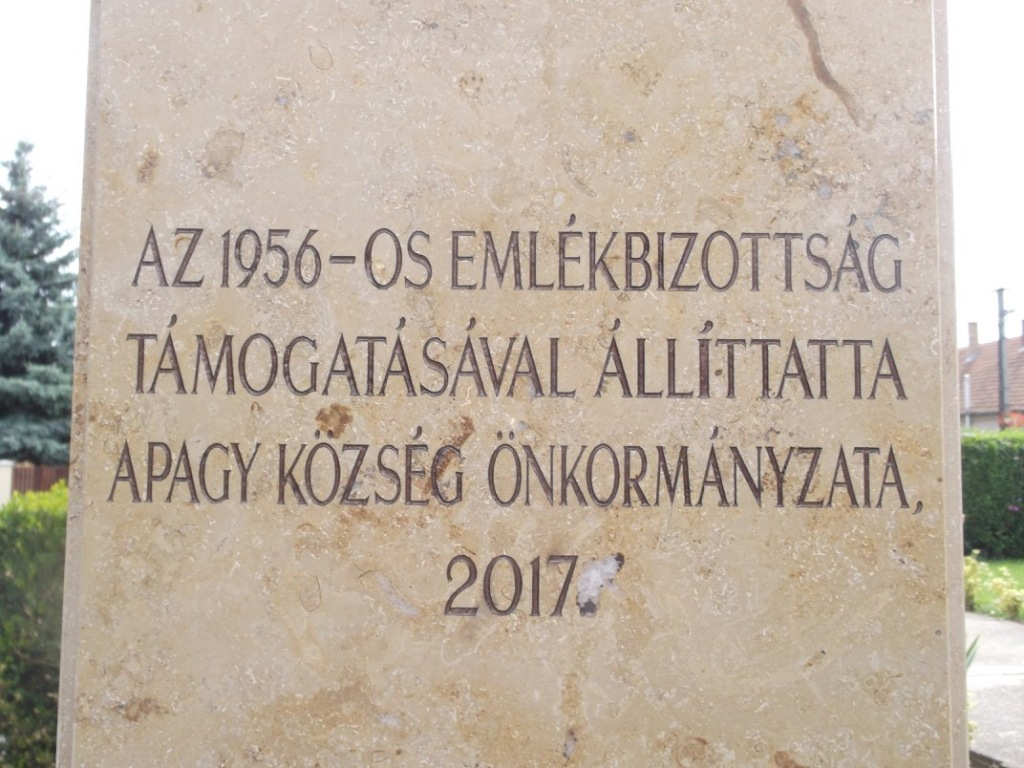 AZ 1956-OS EMLÉKBIZOTTSÁG
TÁMOGATÁSÁVAL ÁLLÍTTATTA
APAGY KÖZSÉG ÖNKORMÁNYZATA,
2017.